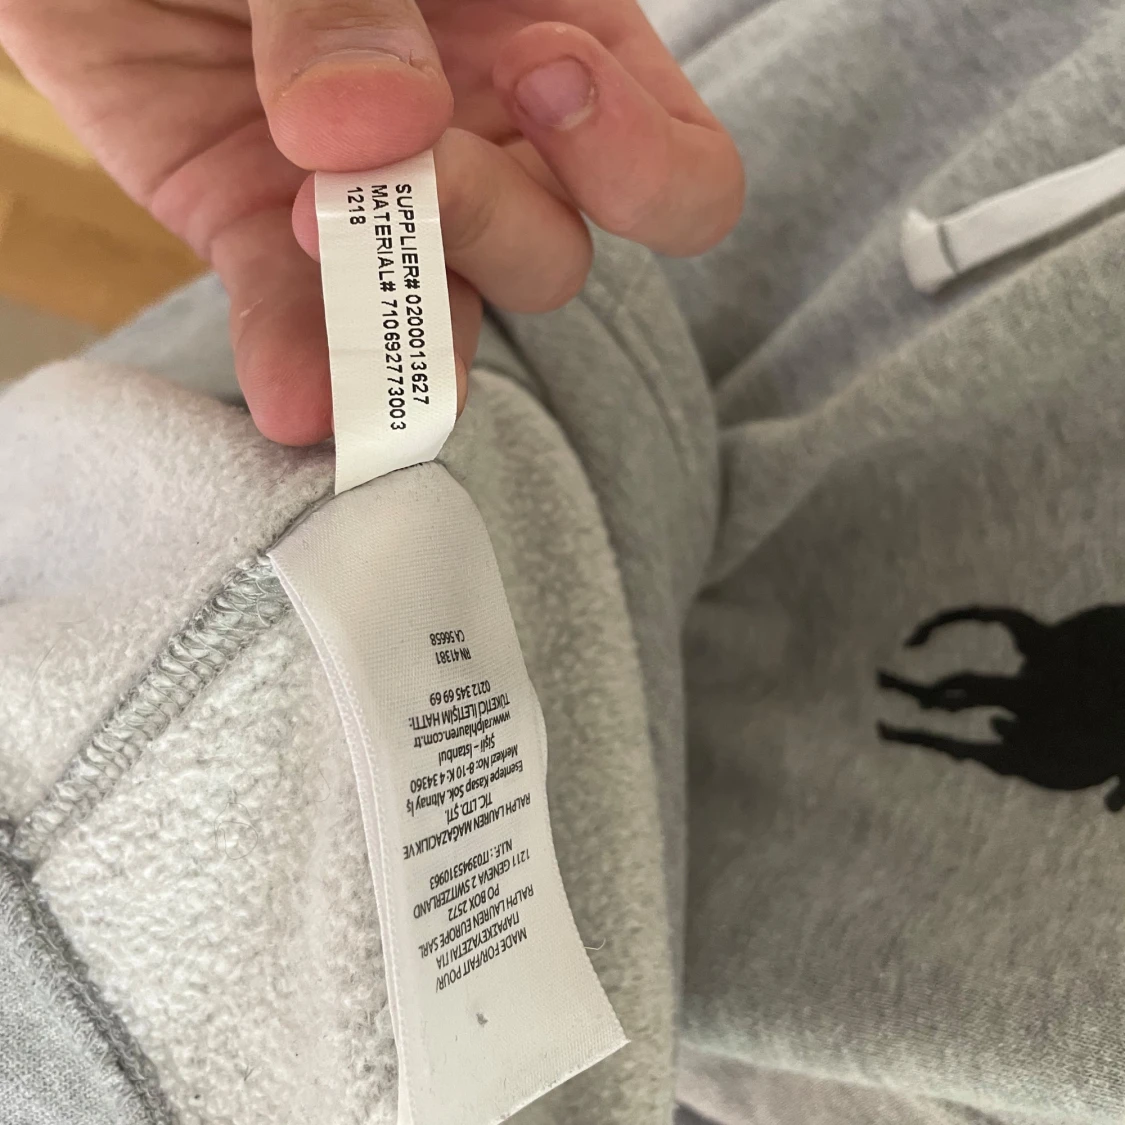 SUPPLIER# 0200013627
MATERIAL# 710692773003
1218
MADE FOR/FAIT POUR/
ΠΑΡΑΣΚΕΥΑΖΕΤΑΙ ΓΙΑ
RALPH LAUREN EUROPE SARL
PO BOX 2572
1211 GENEVA 2 SWITZERLAND
N.I.F.: IT03945310963
RALPH LAUREN MAĞAZACILIK VE
TIC LTD.ŞTİ.
Esentepe Kasap Sok. Altınay İş
Merkezi No: 8-10 K: 4 34360
Şişli - İstanbul
www.ralphlauren.com.tr
TÜKETİCİ İLETİŞİM HATTI:
0212 345 69 69
RN 41381
CA 56658